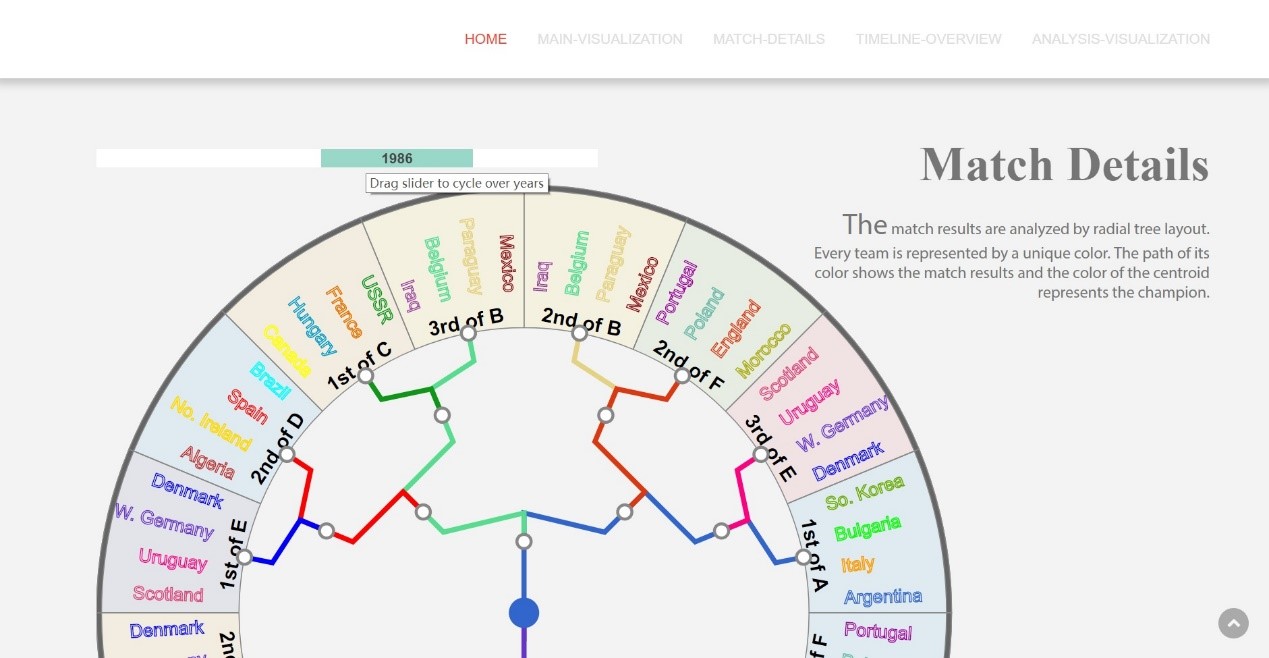 HOME MAIN-VISUALIZATION MATCH-DETAILS TIMELINE-OVERVIEW ANALYSIS-VISUALIZATION
1986
Drag slider to cycle over years
Match Details
The match results are analyzed by radial tree layout.
Every team is represented by a unique color. The path of its
color shows the match results and the color of the centroid
represents the champion.
Denmark
2nd
Scotland
Uruguay
W. Germany
Denmark
1st of E
Algeria
No. Ireland
Spain
Brazil
2nd of D
Canada
Hungary
France
USSR
1st of C
Iraq
Belgium
Paraguay
Mexico
3rd of B
Iraq
Belgium
Paraguay
Mexico
2nd of B
Portugal
Poland
England
Morocco
2nd of F
Scotland
Uruguay
W. Germany
Denmark
3rd of E
So. Korea
Bulgaria
Italy
Argentina
1st of A
Portugal
of F